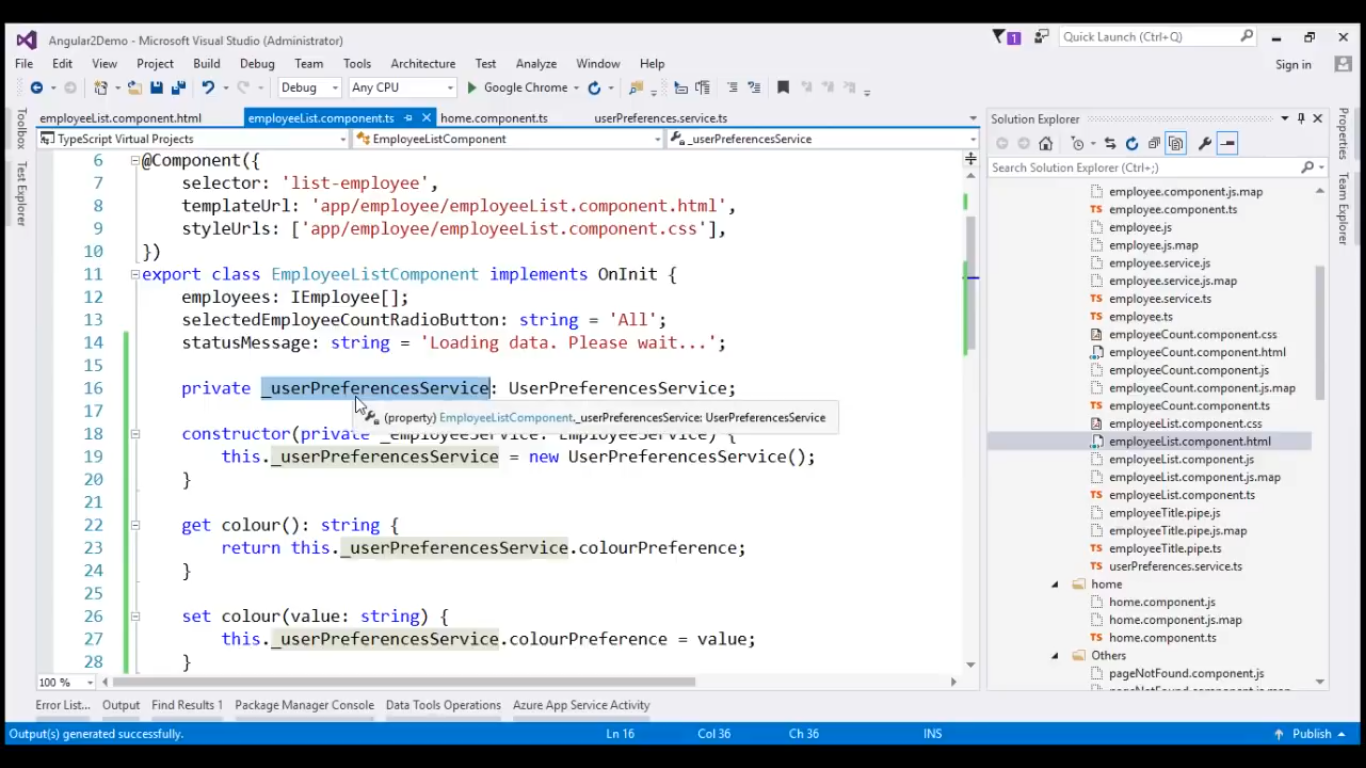 Angular2Demo - Microsoft Visual Studio (Administrator)
1
Quick Launch (Ctrl+Q)
File Edit View Project Build Debug Team Tools Architecture Test Analyze Window Help
Sign in
Debug Any CPU Google Chrome
employeeList.component.html employeeList.component.ts home.component.ts userPreferences.service.ts
TypeScript Virtual Projects EmployeeListComponent _userPreferencesService
Toolbox
Test Explorer
6 @Component({
7 selector: 'list-employee',
8 templateUrl: 'app/employee/employeeList.component.html',
9 styleUrls: ['app/employee/employeeList.component.css'],
10 })
11 export class EmployeeListComponent implements OnInit {
12 employees: IEmployee[];
13 selectedEmployeeCountRadioButton: string = 'All';
14 statusMessage: string = 'Loading data. Please wait...';
15
16 private _userPreferencesService: UserPreferencesService;
17
(property) EmployeeListComponent._userPreferencesService: UserPreferencesService
18 constructor(private _employeeService: EmployeeService) {
19 this._userPreferencesService = new UserPreferencesService();
20 }
21
22 get colour(): string {
23 return this._userPreferencesService.colourPreference;
24 }
25
26 set colour(value: string) {
27 this._userPreferencesService.colourPreference = value;
28 }
100 %
Solution Explorer
Search Solution Explorer (Ctrl+;)
employee.component.js.map
employee.component.ts
employee.js
employee.js.map
employee.service.js
employee.service.js.map
employee.service.ts
employee.ts
employeeCount.component.css
employeeCount.component.html
employeeCount.component.js
employeeCount.component.js.map
employeeCount.component.ts
employeeList.component.css
employeeList.component.html
employeeList.component.js
employeeList.component.js.map
employeeList.component.ts
employeeTitle.pipe.js
employeeTitle.pipe.js.map
employeeTitle.pipe.ts
userPreferences.service.ts
home
home.component.js
home.component.js.map
home.component.ts
Others
pageNotFound.component.js
pageNotFound.component.js.map
Properties
Team Explorer
Error List... Output Find Results 1 Package Manager Console Data Tools Operations Azure App Service Activity
Output(s) generated successfully. Ln 16 Col 36 Ch 36 INS Publish